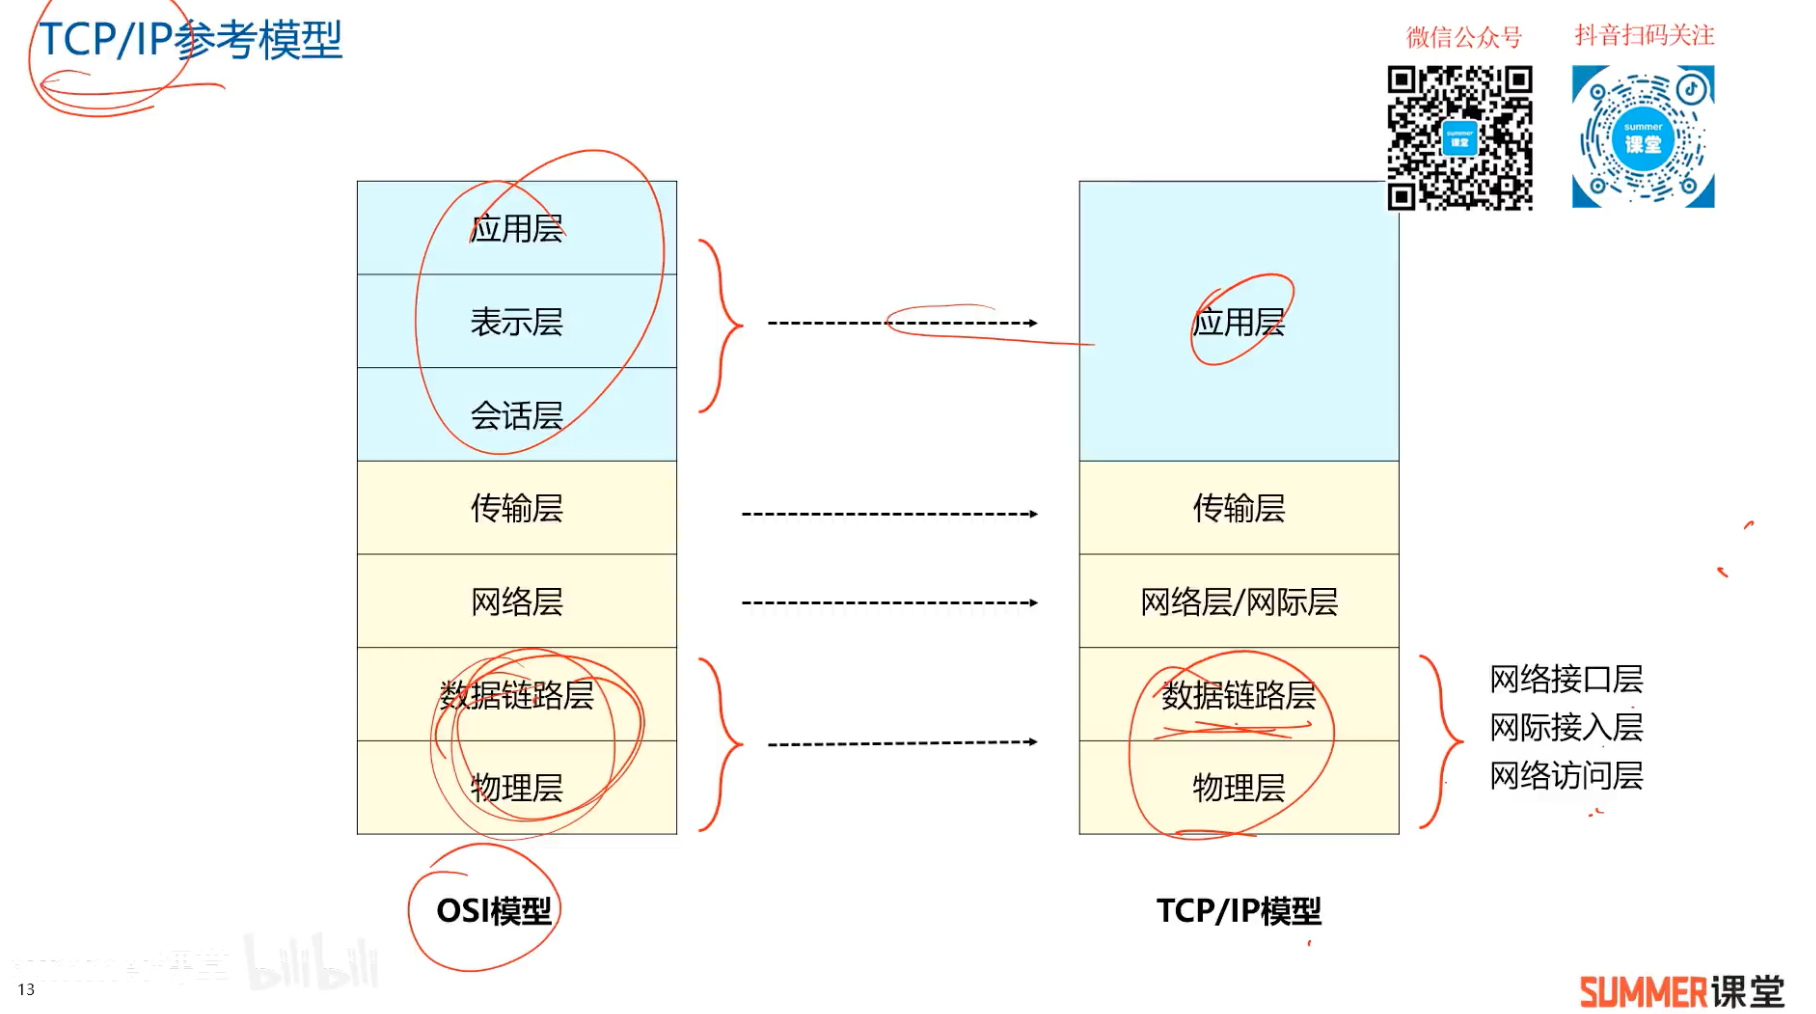 TCP/IP参考模型
微信公众号
抖音扫码关注
summer
课堂
summer
课堂
应用层
表示层
会话层
传输层
网络层
数据链路层
物理层
OSI模型
应用层
传输层
网络层/网际层
数据链路层
物理层
TCP/IP模型
网络接口层
网际接入层
网络访问层
bilibili
13
SUMMER课堂